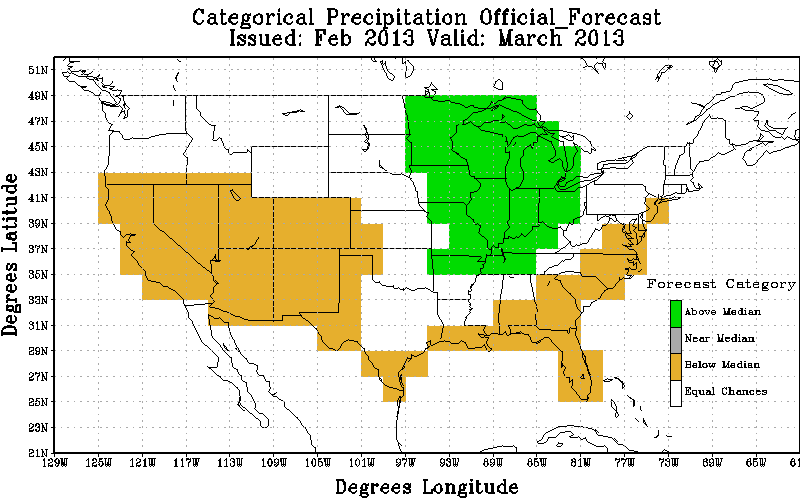 Categorical Precipitation Official_Forecast
Issued: Feb 2013 Valid: March 2013
Degrees Latitude
51N
49N
47N
45N
43N
41N
39N
37N
35N
33N
31N
29N
27N
25N
23N
21N
Forecast Category
Above Median
Near Median
Below Median
Equal Chances
129W 125W 121W 117W 113W 109W 105W 101W 97W 93W 89W 85W 81W 77W 73W 69W 65W 61
Degrees Longitude